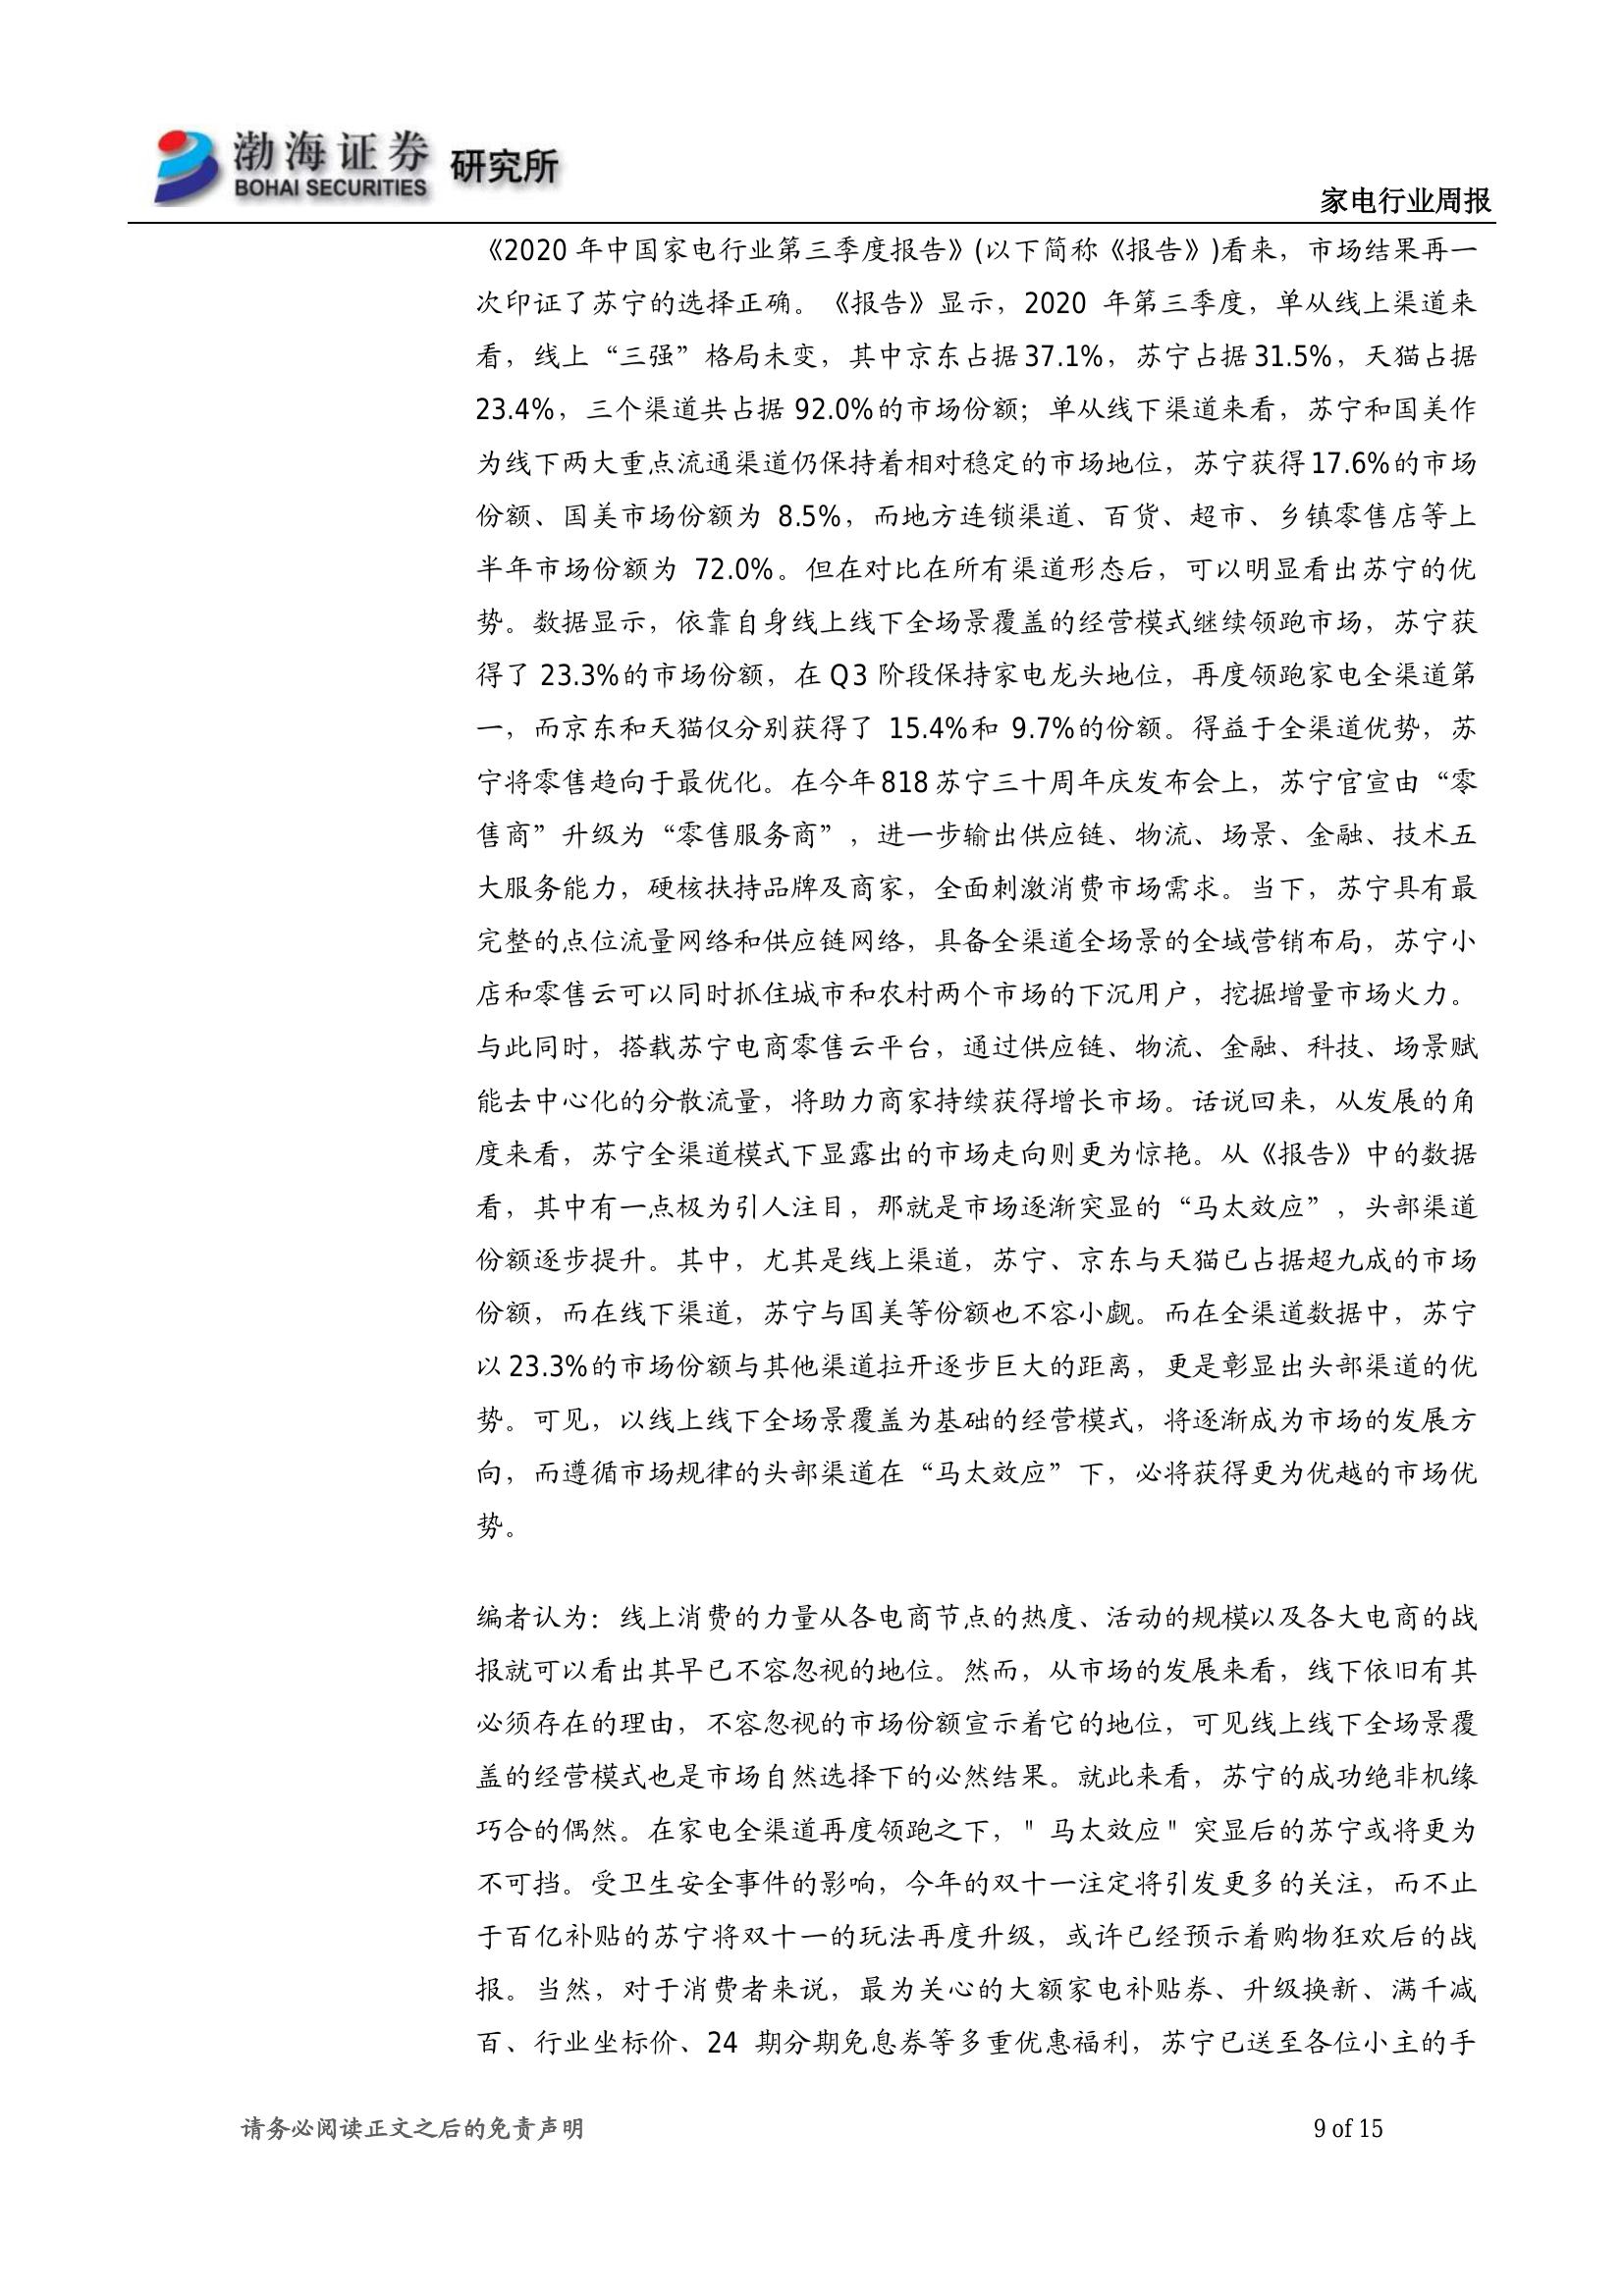 渤海证券 研究所
BOHAI SECURITIES
家电行业周报
《2020 年中国家电行业第三季度报告》(以下简称《报告》)看来，市场结果再一
次印证了苏宁的选择正确。《报告》显示，2020 年第三季度，单从线上渠道来
看，线上“三强”格局未变，其中京东占据 37.1%，苏宁占据 31.5%，天猫占据
23.4%，三个渠道共占据 92.0%的市场份额；单从线下渠道来看，苏宁和国美作
为线下两大重点流通渠道仍保持着相对稳定的市场地位，苏宁获得 17.6%的市场
份额、国美市场份额为 8.5%，而地方连锁渠道、百货、超市、乡镇零售店等上
半年市场份额为 72.0%。但在对比在所有渠道形态后，可以明显看出苏宁的优
势。数据显示，依靠自身线上线下全场景覆盖的经营模式继续领跑市场，苏宁获
得了 23.3%的市场份额，在 Q3 阶段保持家电龙头地位，再度领跑家电全渠道第
一，而京东和天猫仅分别获得了 15.4%和 9.7%的份额。得益于全渠道优势，苏
宁将零售趋向于最优化。在今年 818 苏宁三十周年庆发布会上，苏宁官宣由“零
售商”升级为“零售服务商”，进一步输出供应链、物流、场景、金融、技术五
大服务能力，硬核扶持品牌及商家，全面刺激消费市场需求。当下，苏宁具有最
完整的点位流量网络和供应链网络，具备全渠道全场景的全域营销布局，苏宁小
店和零售云可以同时抓住城市和农村两个市场的下沉用户，挖掘增量市场火力。
与此同时，搭载苏宁电商零售云平台，通过供应链、物流、金融、科技、场景赋
能去中心化的分散流量，将助力商家持续获得增长市场。话说回来，从发展的角
度来看，苏宁全渠道模式下显露出的市场走向则更为惊艳。从《报告》中的数据
看，其中有一点极为引人注目，那就是市场逐渐突显的“马太效应”，头部渠道
份额逐步提升。其中，尤其是线上渠道，苏宁、京东与天猫已占据超九成的市场
份额，而在线下渠道，苏宁与国美等份额也不容小觑。而在全渠道数据中，苏宁
以 23.3%的市场份额与其他渠道拉开逐步巨大的距离，更是彰显出头部渠道的优
势。可见，以线上线下全场景覆盖为基础的经营模式，将逐渐成为市场的发展方
向，而遵循市场规律的头部渠道在“马太效应”下，必将获得更为优越的市场优
势。
编者认为：线上消费的力量从各电商节点的热度、活动的规模以及各大电商的战
报就可以看出其早已不容忽视的地位。然而，从市场的发展来看，线下依旧有其
必须存在的理由，不容忽视的市场份额宣示着它的地位，可见线上线下全场景覆
盖的经营模式也是市场自然选择下的必然结果。就此来看，苏宁的成功绝非机缘
巧合的偶然。在家电全渠道再度领跑之下，" 马太效应" 突显后的苏宁或将更为
不可挡。受卫生安全事件的影响，今年的双十一注定将引发更多的关注，而不止
于百亿补贴的苏宁将双十一的玩法再度升级，或许已经预示着购物狂欢后的战
报。当然，对于消费者来说，最为关心的大额家电补贴券、升级换新、满千减
百、行业坐标价、24 期分期免息券等多重优惠福利，苏宁已送至各位小主的手
请务必阅读正文之后的免责声明
9 of 15